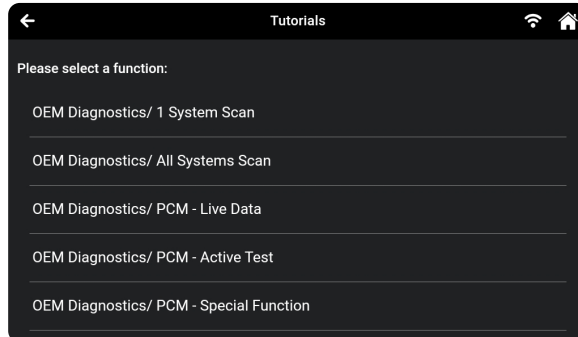 Tutorials
Please select a function:
OEM Diagnostics/ 1 System Scan
OEM Diagnostics/ All Systems Scan
OEM Diagnostics/ PCM - Live Data
OEM Diagnostics/ PCM - Active Test
OEM Diagnostics/ PCM - Special Function